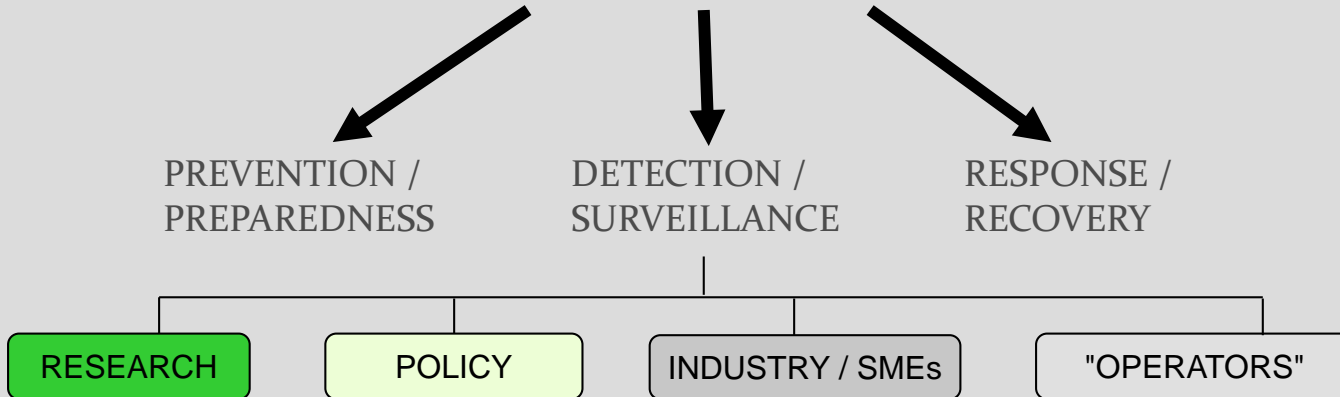 PREVENTION /
PREPAREDNESS
DETECTION /
SURVEILLANCE
RESPONSE /
RECOVERY
RESEARCH
POLICY
INDUSTRY / SMEs
"OPERATORS"